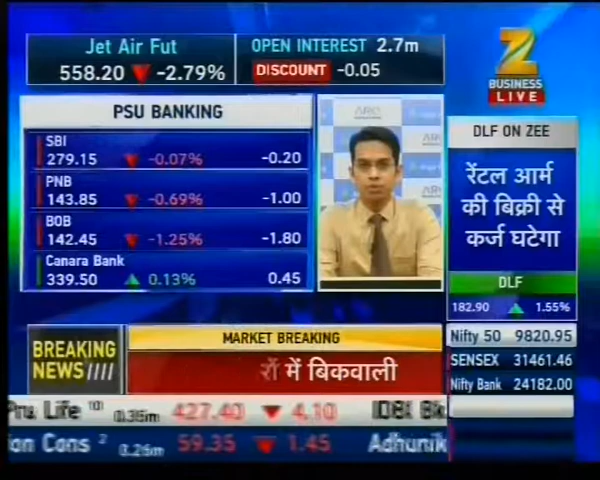 Jet Air Fut
558.20 ▼ -2.79%
OPEN INTEREST 2.7m
DISCOUNT -0.05
Z
BUSINESS
LIVE
PSU BANKING
SBI
279.15 ▼ -0.07% -0.20
PNB
143.85 ▼ -0.69% -1.00
BOB
142.45 ▼ -1.25% -1.80
Canara Bank
339.50 ▲ 0.13% 0.45
DLF ON ZEE
रेंटल आर्म
की बिक्री से
कर्ज घटेगा
DLF
182.90 ▲ 1.55%
Nifty 50 9820.95
SENSEX 31461.46
Nifty Bank 24182.00
BREAKING
NEWS
MARKET BREAKING
में बिकवाली
Pru Life 10 0.35m 427.40 ▼ 4.10 IDBI Bk
ion Cons 2 0.26m 59.35 ▼ 1.45 Adhunik